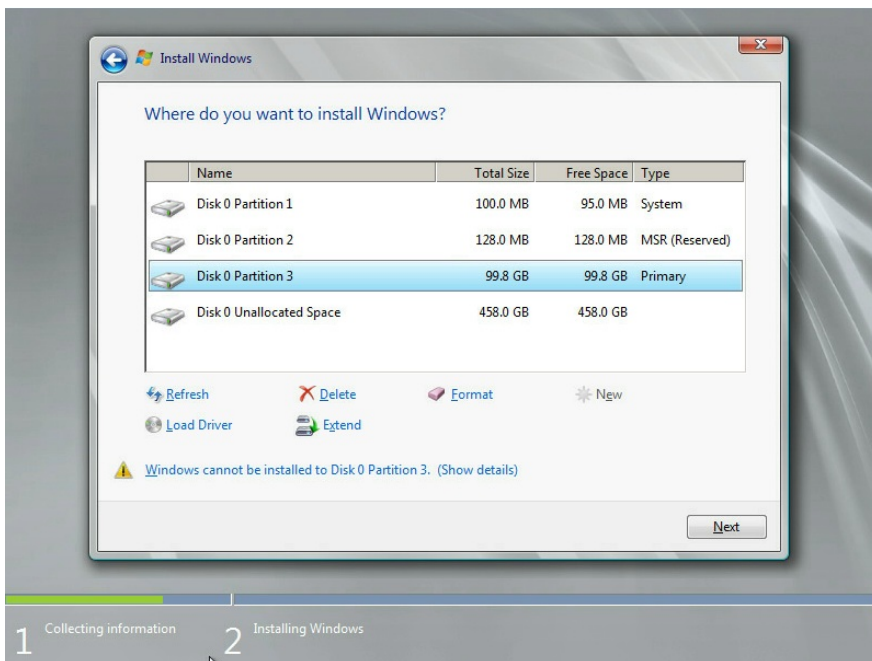 Install Windows
Where do you want to install Windows?
Name Total Size Free Space Type
Disk 0 Partition 1 100.0 MB 95.0 MB System
Disk 0 Partition 2 128.0 MB 128.0 MB MSR (Reserved)
Disk 0 Partition 3 99.8 GB 99.8 GB Primary
Disk 0 Unallocated Space 458.0 GB 458.0 GB
Refresh Delete Format New
Load Driver Extend
Windows cannot be installed to Disk 0 Partition 3. (Show details)
Next
1 Collecting information 2 Installing Windows